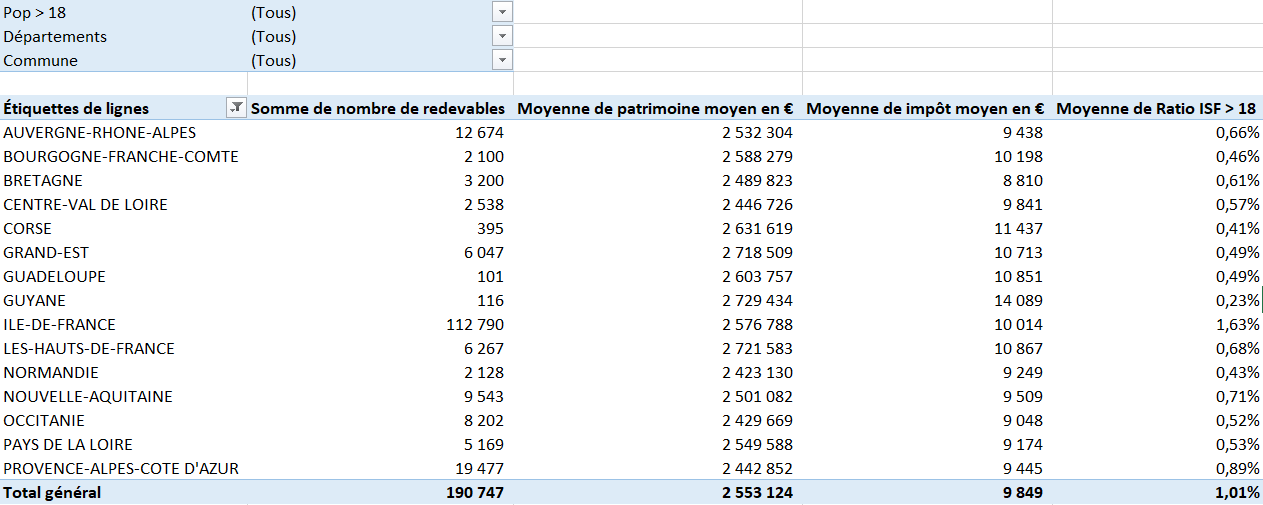 Pop > 18 (Tous)
Départements (Tous)
Commune (Tous)
Étiquettes de lignes Somme de nombre de redevables Moyenne de patrimoine moyen en € Moyenne de impôt moyen en € Moyenne de Ratio ISF > 18
AUVERGNE-RHONE-ALPES 12 674 2 532 304 9 438 0,66%
BOURGOGNE-FRANCHE-COMTE 2 100 2 588 279 10 198 0,46%
BRETAGNE 3 200 2 489 823 8 810 0,61%
CENTRE-VAL DE LOIRE 2 538 2 446 726 9 841 0,57%
CORSE 395 2 631 619 11 437 0,41%
GRAND-EST 6 047 2 718 509 10 713 0,49%
GUADELOUPE 101 2 603 757 10 851 0,49%
GUYANE 116 2 729 434 14 089 0,23%
ILE-DE-FRANCE 112 790 2 576 788 10 014 1,63%
LES-HAUTS-DE-FRANCE 6 267 2 721 583 10 867 0,68%
NORMANDIE 2 128 2 423 130 9 249 0,43%
NOUVELLE-AQUITAINE 9 543 2 501 082 9 509 0,71%
OCCITANIE 8 202 2 429 669 9 048 0,52%
PAYS DE LA LOIRE 5 169 2 549 588 9 174 0,53%
PROVENCE-ALPES-COTE D'AZUR 19 477 2 442 852 9 445 0,89%
Total général 190 747 2 553 124 9 849 1,01%